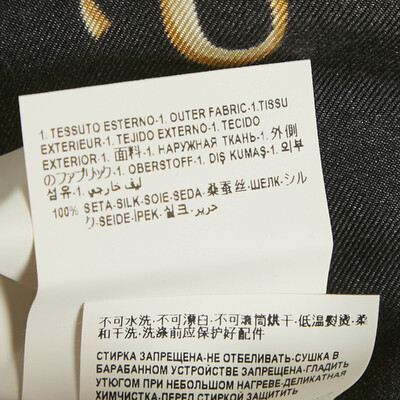 1. TESSUTO ESTERNO-1. OUTER FABRIC-1.TISSU
EXTERIEUR-1. TEJIDO EXTERNO-1. TECIDO
EXTERIOR-1. 面料-1. НАРУЖНАЯ ТКАНЬ-1. 外側
のファブリック-1. OBERSTOFF-1. DIŞ KUMAŞ-1. 외부
섬유-1. ليف خارجي
100% SETA-SILK-SOIE-SEDA-桑蚕丝-ШЕЛК-シル
ク-SEIDE-İPEK-실크-حرير
不可水洗-不可漂白-不可滚筒烘干-低温熨烫-柔
和干洗-洗涤前应保护好配件
СТИРКА ЗАПРЕЩЕНА-НЕ ОТБЕЛИВАТЬ-СУШКА В
БАРАБАННОМ УСТРОЙСТВЕ ЗАПРЕЩЕНА-ГЛАДИТЬ
УТЮГОМ ПРИ НЕБОЛЬШОМ НАГРЕВЕ-ДЕЛИКАТНАЯ
ХИМЧИСТКА-ПЕРЕД СТИРКОЙ ЗАЩИТИТЬ